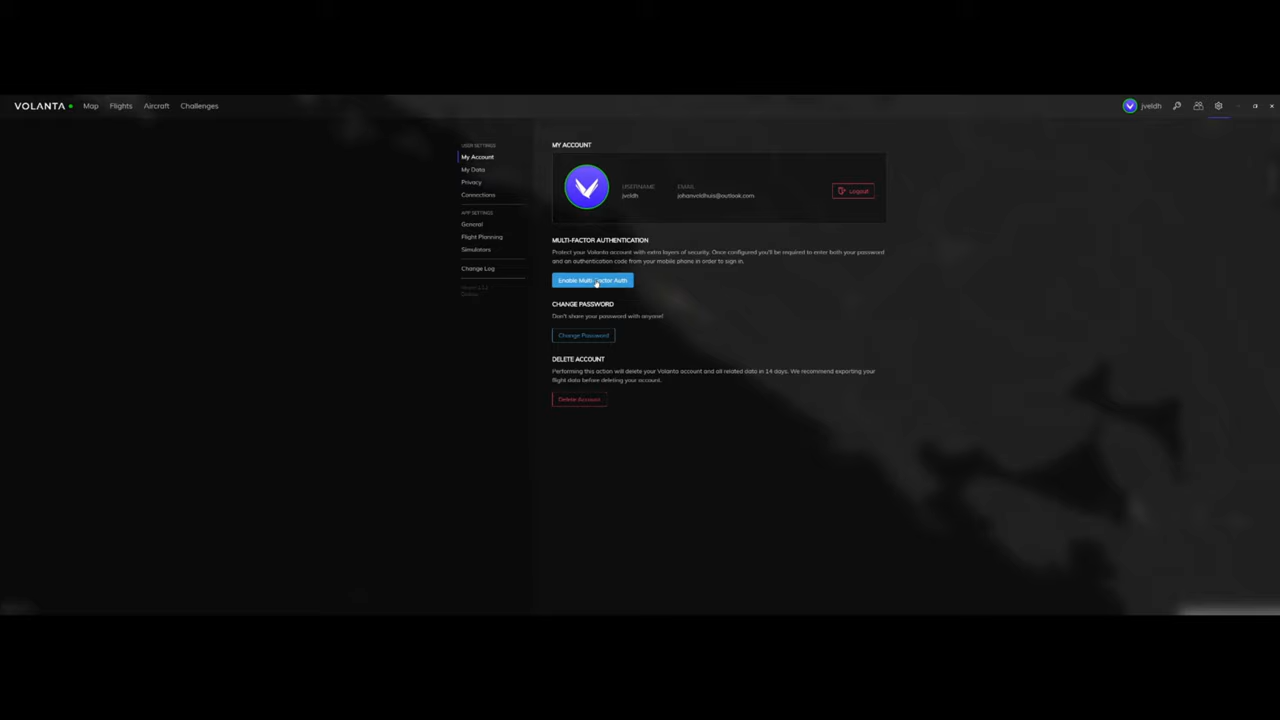 VOLANTA Map Flights Aircraft Challenges jveldh
USER SETTINGS
My Account
My Data
Privacy
Connections
APP SETTINGS
General
Flight Planning
Simulators
Change Log
MY ACCOUNT
USERNAME EMAIL
jveldh johanveldhuis@outlook.com
Logout
MULTI-FACTOR AUTHENTICATION
Protect your Volanta account with extra layers of security. Once configured you'll be required to enter both your password
and an authentication code from your mobile phone in order to sign in.
Enable Multi-Factor Auth
CHANGE PASSWORD
Don't share your password with anyone!
Change Password
DELETE ACCOUNT
Performing this action will delete your Volanta account and all related data in 14 days. We recommend exporting your
flight data before deleting your account.
Delete Account